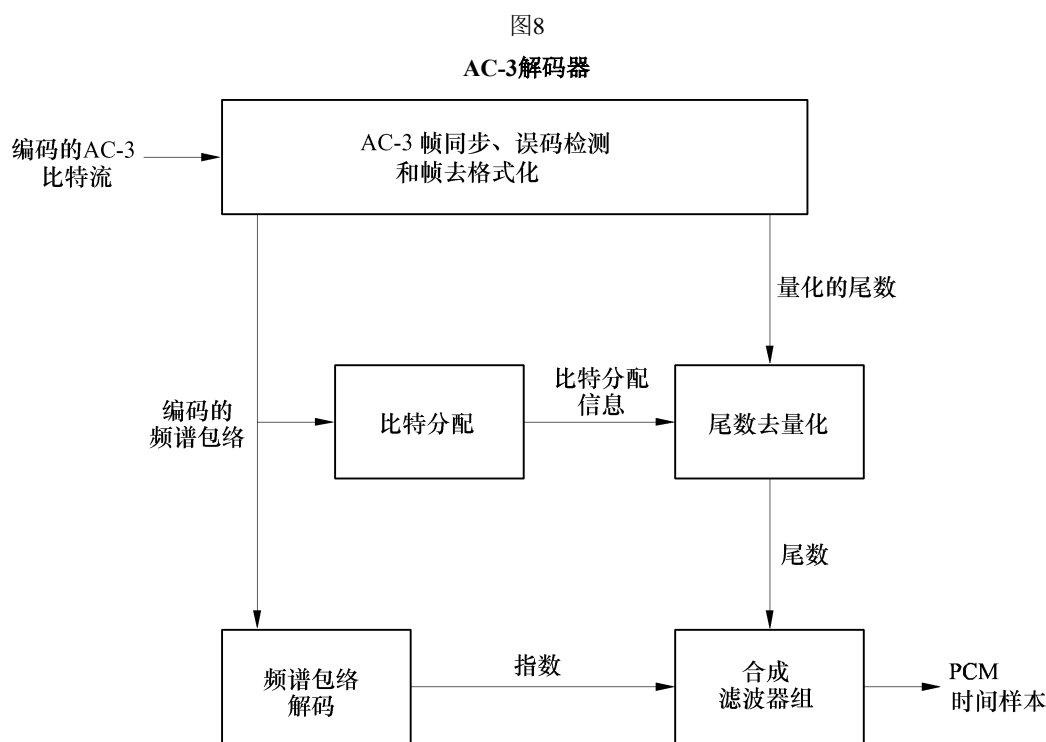 图8
AC-3解码器
编码的AC-3
比特流
AC-3 帧同步、误码检测
和帧去格式化
量化的尾数
编码的
频谱包络
比特分配
比特分配
信息
尾数去量化
尾数
频谱包络
解码
指数
合成
滤波器组
PCM
时间样本